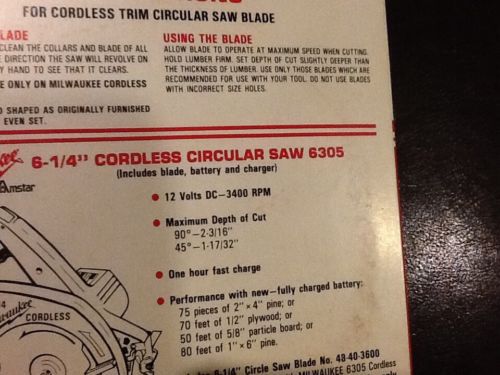 FOR CORDLESS TRIM CIRCULAR SAW BLADE
LADE
CLEAN THE COLLARS AND BLADE OF ALL
DIRECTION THE SAW WILL REVOLVE ON
Y HAND TO SEE THAT IT CLEARS.
E ONLY ON MILWAUKEE CORDLESS
D SHAPED AS ORIGINALLY FURNISHED
EVEN SET.
USING THE BLADE
ALLOW BLADE TO OPERATE AT MAXIMUM SPEED WHEN CUTTING.
HOLD LUMBER FIRM. SET DEPTH OF CUT SLIGHTLY DEEPER THAN
THE THICKNESS OF LUMBER. USE ONLY THOSE BLADES WHICH ARE
RECOMMENDED FOR USE WITH YOUR TOOL. DO NOT USE BLADES
WITH INCORRECT SIZE HOLES.
6-1/4" CORDLESS CIRCULAR SAW 6305
(Includes blade, battery and charger)
Amstar
• 12 Volts DC-3400 RPM
• Maximum Depth of Cut
90°-2-3/16"
45°-1-17/32"
• One hour fast charge
• Performance with new-fully charged battery:
75 pieces of 2"×4" pine; or
70 feet of 1/2" plywood; or
50 feet of 5/8" particle board; or
80 feet of 1"×6" pine.
CORDLESS
6-1/4" Circle Saw Blade No. 48-40-3600
MILWAUKEE 6305 Cordless